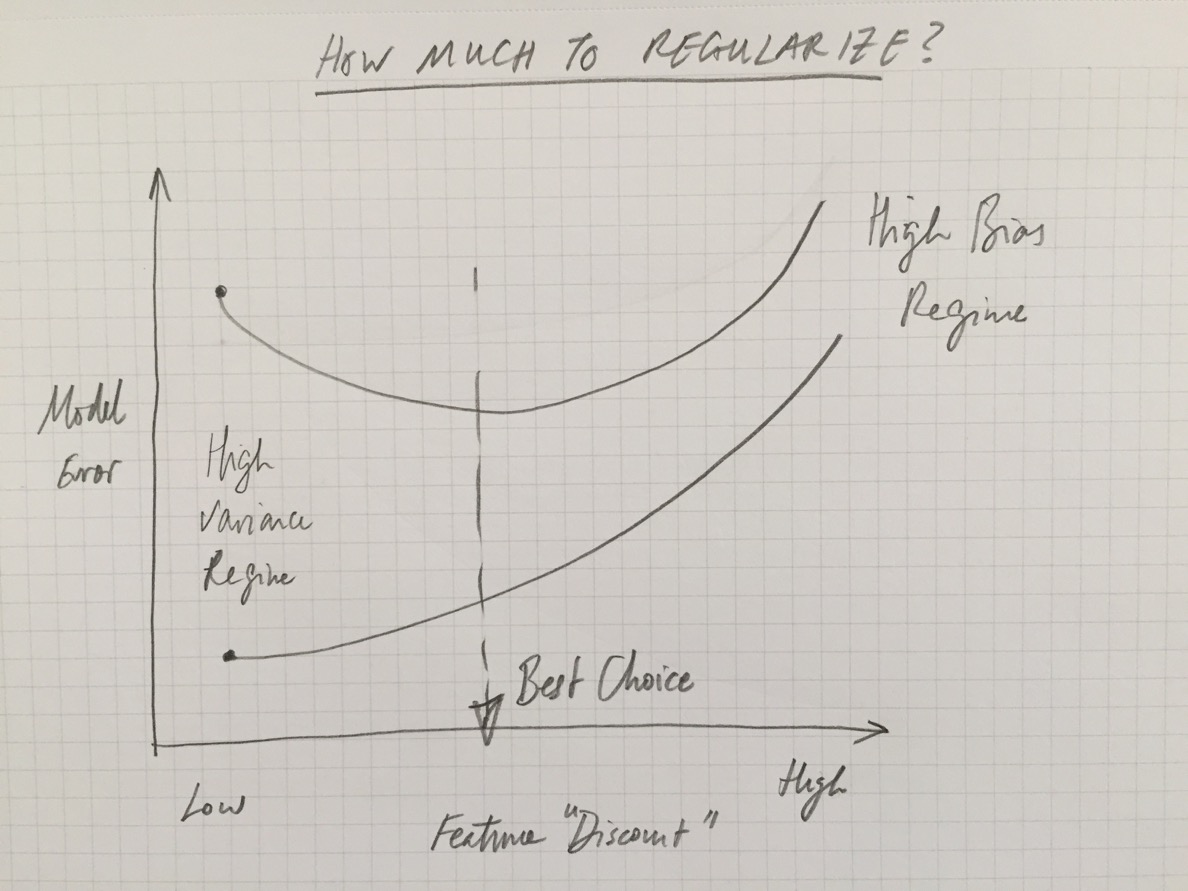 HOW MUCH TO REGULARIZE?
High Bias
Regime
Model
Error
High
Variance
Regime
Best Choice
Low
High
Feature "Discount"